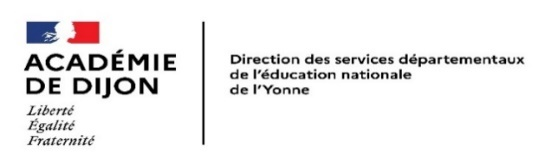 ACADÉMIE
DE DIJON
Liberté
Égalité
Fraternité
Direction des services départementaux
de l'éducation nationale
de l'Yonne